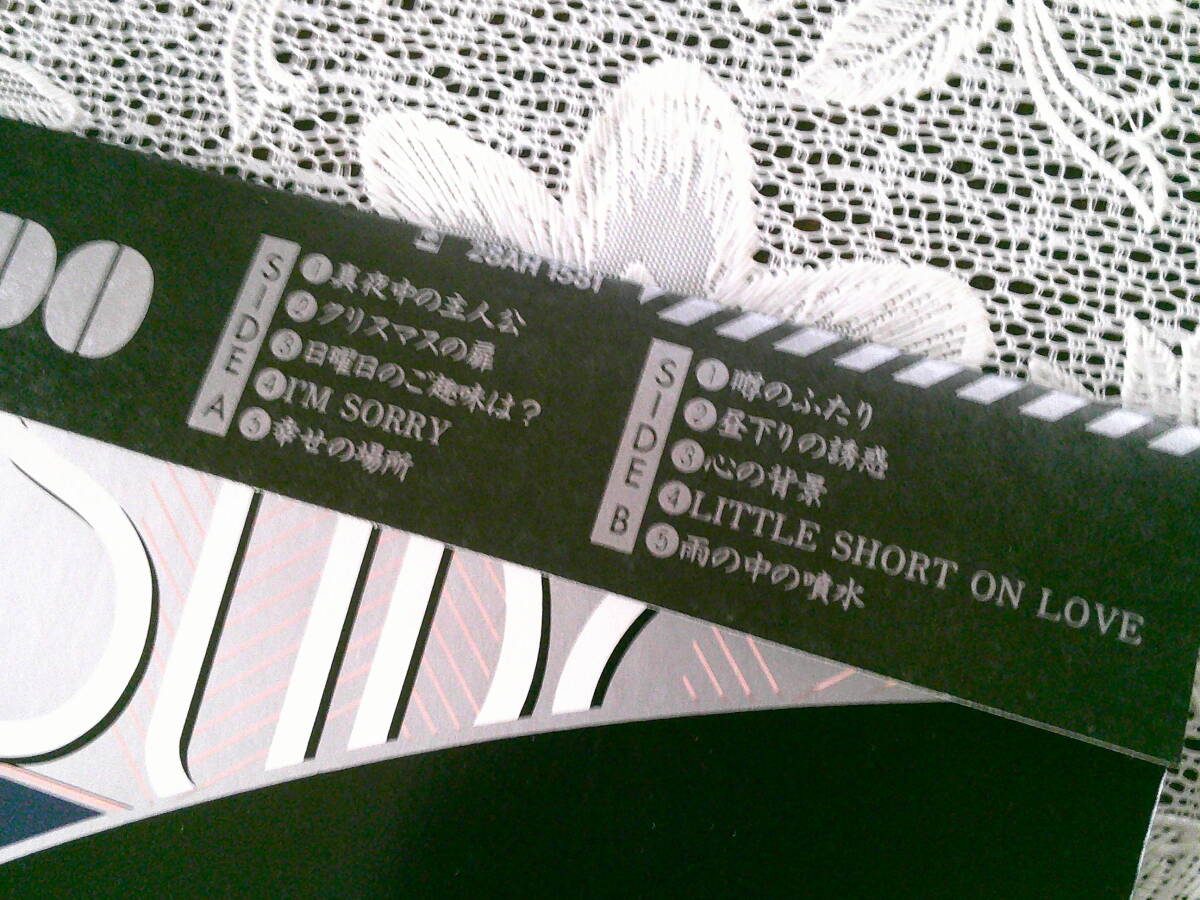 SIDE A
①真夜中の主人公
②クリスマスの扉
③日曜日のご趣味は？
④I'M SORRY
⑤幸せの場所
SIDE B
①噂のふたり
②昼下りの誘惑
③心の背景
④LITTLE SHORT ON LOVE
⑤雨の中の噴水